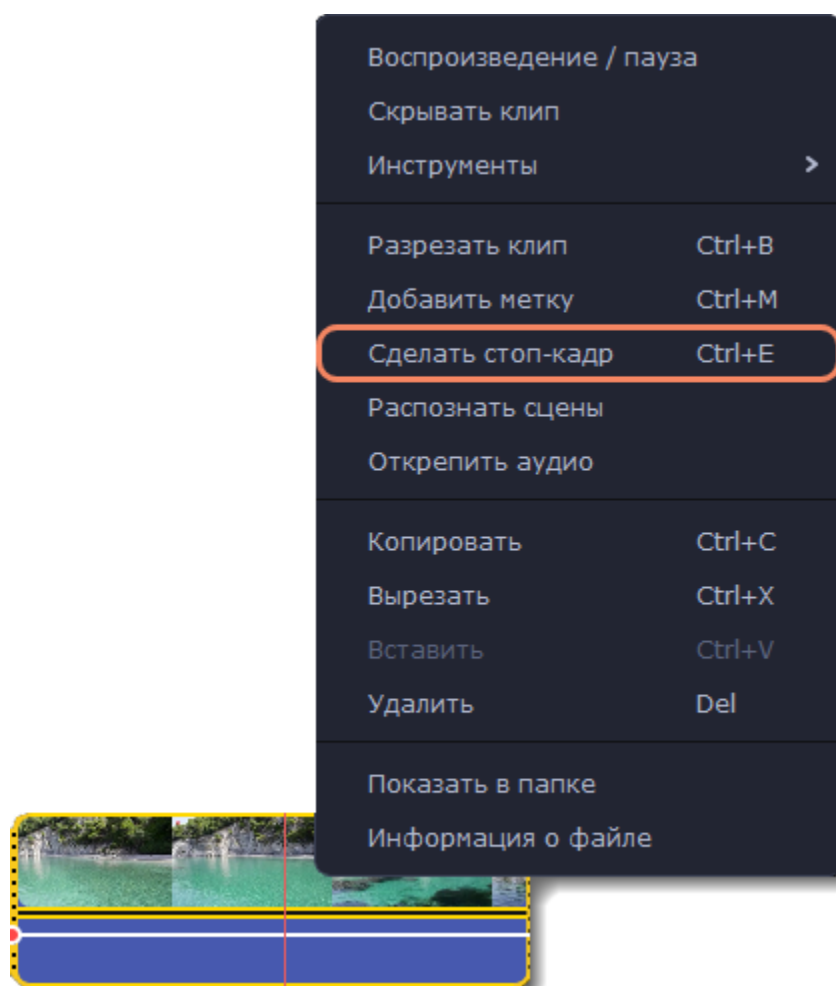 Воспроизведение / пауза
Скрывать клип
Инструменты >
Разрезать клип Ctrl+B
Добавить метку Ctrl+M
Сделать стоп-кадр Ctrl+E
Распознать сцены
Открепить аудио
Копировать Ctrl+C
Вырезать Ctrl+X
Вставить Ctrl+V
Удалить Del
Показать в папке
Информация о файле